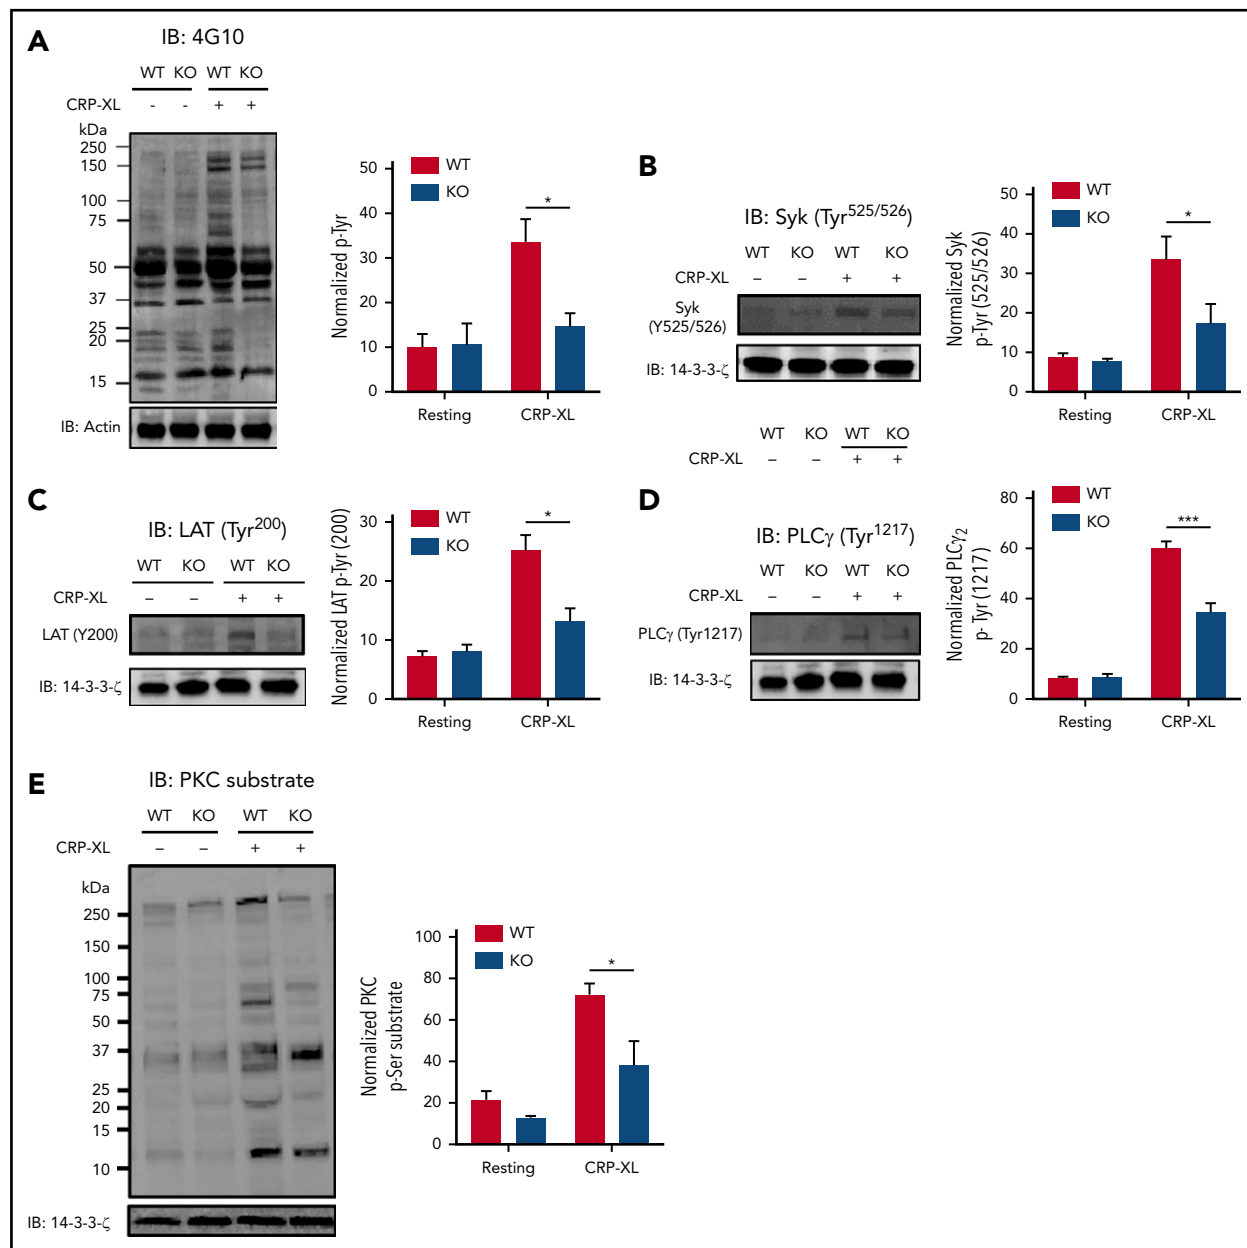 A
IB: 4G10
WT KO WT KO
CRP-XL - - + +
kDa
250
150
100
75
50
37
25
20
15
IB: Actin
Normalized p-Tyr
50
40
30
20
10
0
WT
KO
*
Resting CRP-XL
B
IB: Syk (Tyr525/526)
WT KO WT KO
CRP-XL – – + +
Syk
(Y525/526)
IB: 14-3-3-ζ
WT KO WT KO
CRP-XL – – + +
Normalized Syk
p-Tyr (525/526)
50
40
30
20
10
0
WT
KO
*
Resting CRP-XL
C
IB: LAT (Tyr200)
WT KO WT KO
CRP-XL – – + +
LAT (Y200)
IB: 14-3-3-ζ
Normalized LAT p-Tyr (200)
30
20
10
0
WT
KO
*
Resting CRP-XL
D
IB: PLCγ (Tyr1217)
WT KO WT KO
CRP-XL – – + +
PLCγ (Tyr1217)
IB: 14-3-3-ζ
Normalized PLCγ2
p-Tyr (1217)
80
60
40
20
0
WT
KO
***
Resting CRP-XL
E
IB: PKC substrate
WT KO WT KO
CRP-XL – – + +
kDa
250
150
100
75
50
37
25
20
15
10
IB: 14-3-3-ζ
Normalized PKC
p-Ser substrate
100
80
60
40
20
0
WT
KO
*
Resting CRP-XL